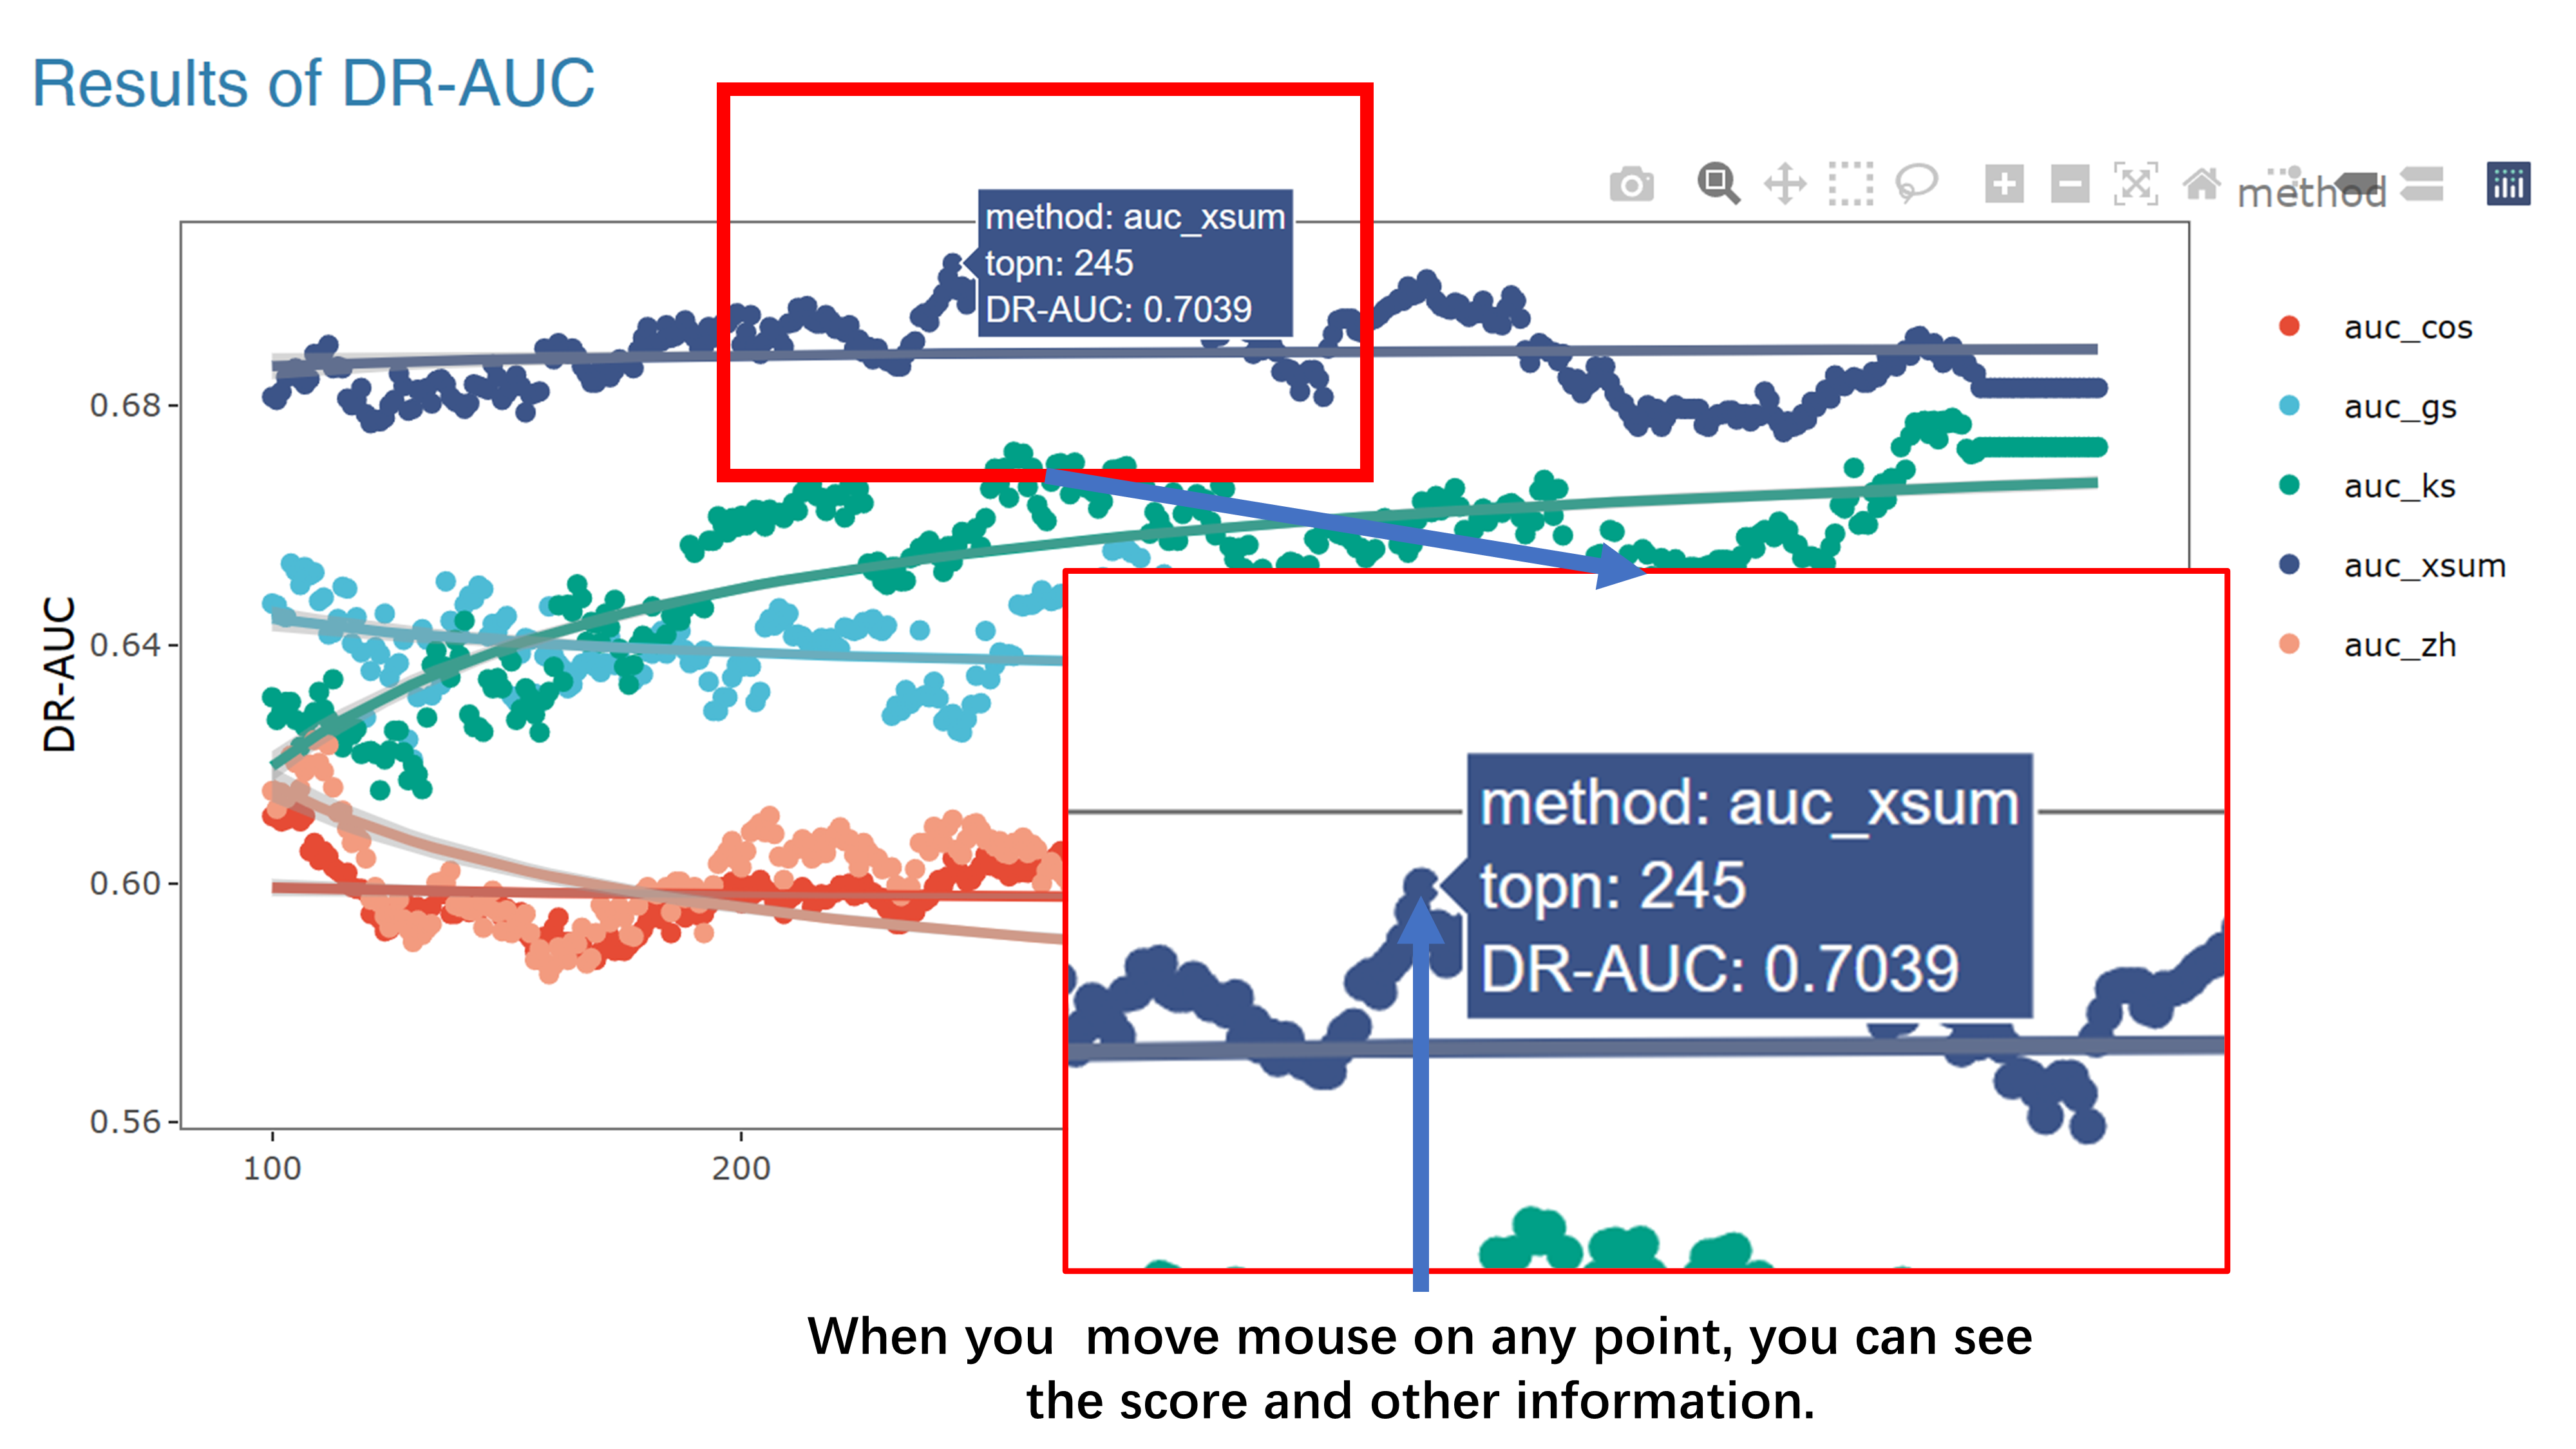 Results of DR-AUC
method: auc_xsum
topn: 245
DR-AUC: 0.7039
method
auc_cos
auc_gs
auc_ks
auc_xsum
auc_zh
DR-AUC
0.68
0.64
0.60
0.56
100
200
method: auc_xsum
topn: 245
DR-AUC: 0.7039
When you  move mouse on any point, you can see
the score and other information.